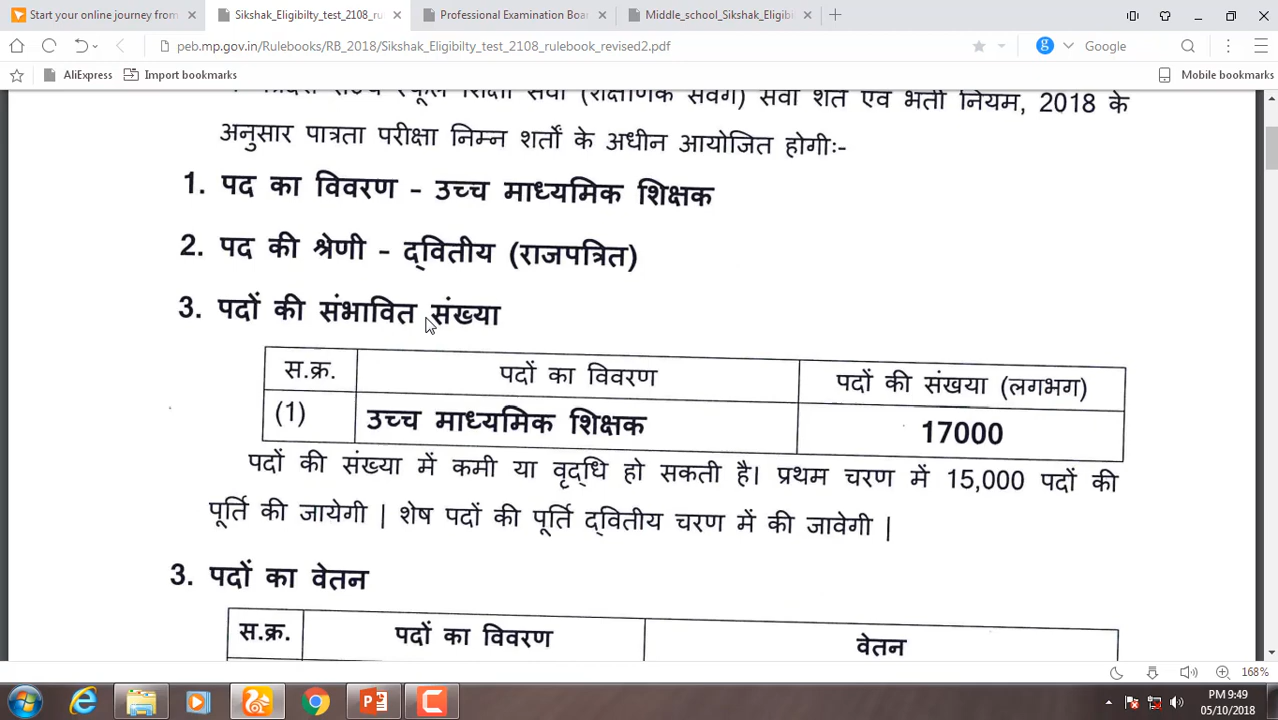 Start your online journey from
Sikshak_Eligibilty_test_2108_ru
Professional Examination Boa
Middle_school_Sikshak_Eligibi
peb.mp.gov.in/Rulebooks/RB_2018/Sikshak_Eligibilty_test_2108_rulebook_revised2.pdf
Google
AliExpress
Import bookmarks
Mobile bookmarks
राज्य स्कूल शिक्षा सेवा (शैक्षणिक संवर्ग) सेवा शर्तें एवं भर्ती नियम, 2018 के
अनुसार पात्रता परीक्षा निम्न शर्तों के अधीन आयोजित होगीः-
1. पद का विवरण - उच्च माध्यमिक शिक्षक
2. पद की श्रेणी - द्वितीय (राजपत्रित)
3. पदों की संभावित संख्या
स.क्र. पदों का विवरण पदों की संखया (लगभग)
(1) उच्च माध्यमिक शिक्षक 17000
पदों की संख्या में कमी या वृद्धि हो सकती है। प्रथम चरण में 15,000 पदों की
पूर्ति की जायेगी | शेष पदों की पूर्ति द्वितीय चरण में की जावेगी |
3. पदों का वेतन
स.क्र. पदों का विवरण वेतन
168%
PM 9:49
05/10/2018